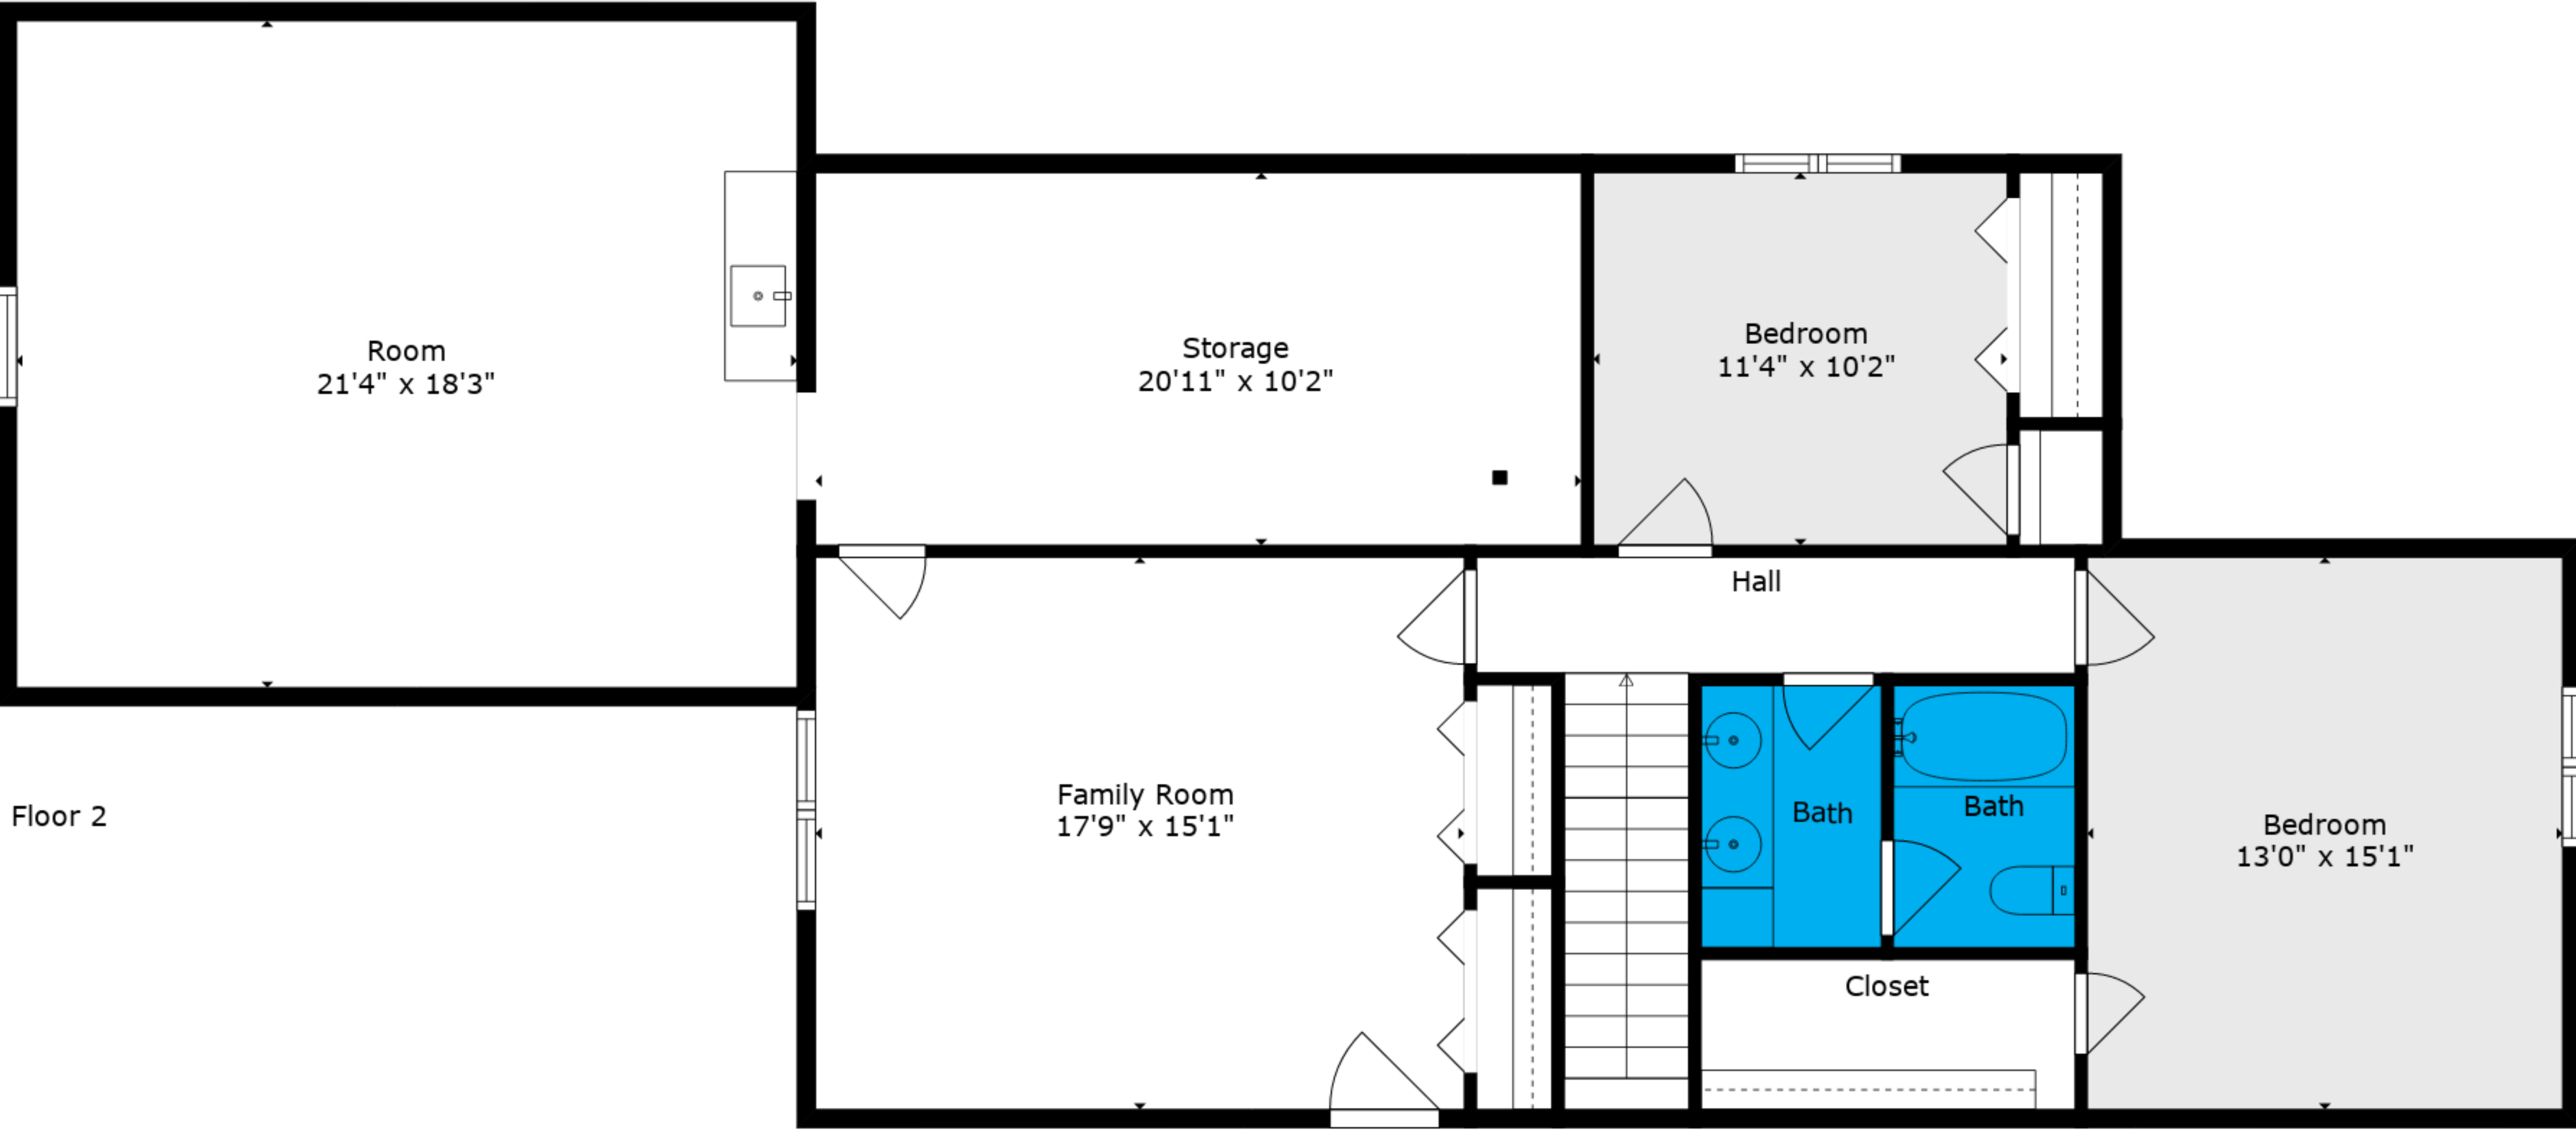 Room
21'4" x 18'3"
Storage
20'11" x 10'2"
Bedroom
11'4" x 10'2"
Hall
Family Room
17'9" x 15'1"
Bath
Bath
Bedroom
13'0" x 15'1"
Closet
Floor 2